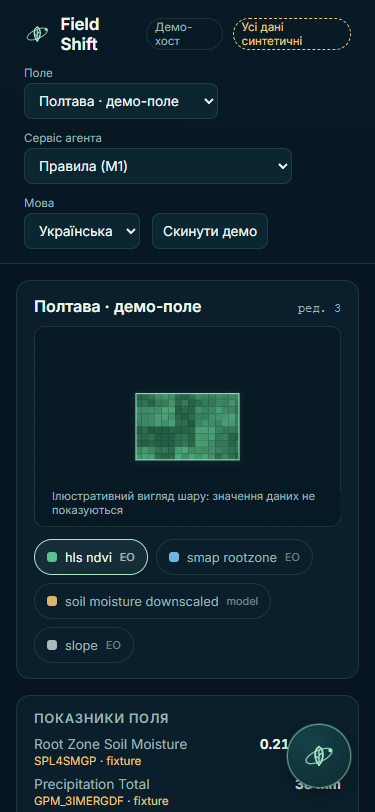 Field
Shift
Демо-
хост
Усі дані
синтетичні
Поле
Полтава · демо-поле
Сервіс агента
Правила (M1)
Мова
Українська
Скинути демо
Полтава · демо-поле
ред. 3
Ілюстративний вигляд шару: значення даних не
показуються
hls ndvi EO
smap rootzone EO
soil moisture downscaled model
slope EO
ПОКАЗНИКИ ПОЛЯ
Root Zone Soil Moisture
0.21
SPL4SMGP · fixture
Precipitation Total
GPM_3IMERGDF · fixture